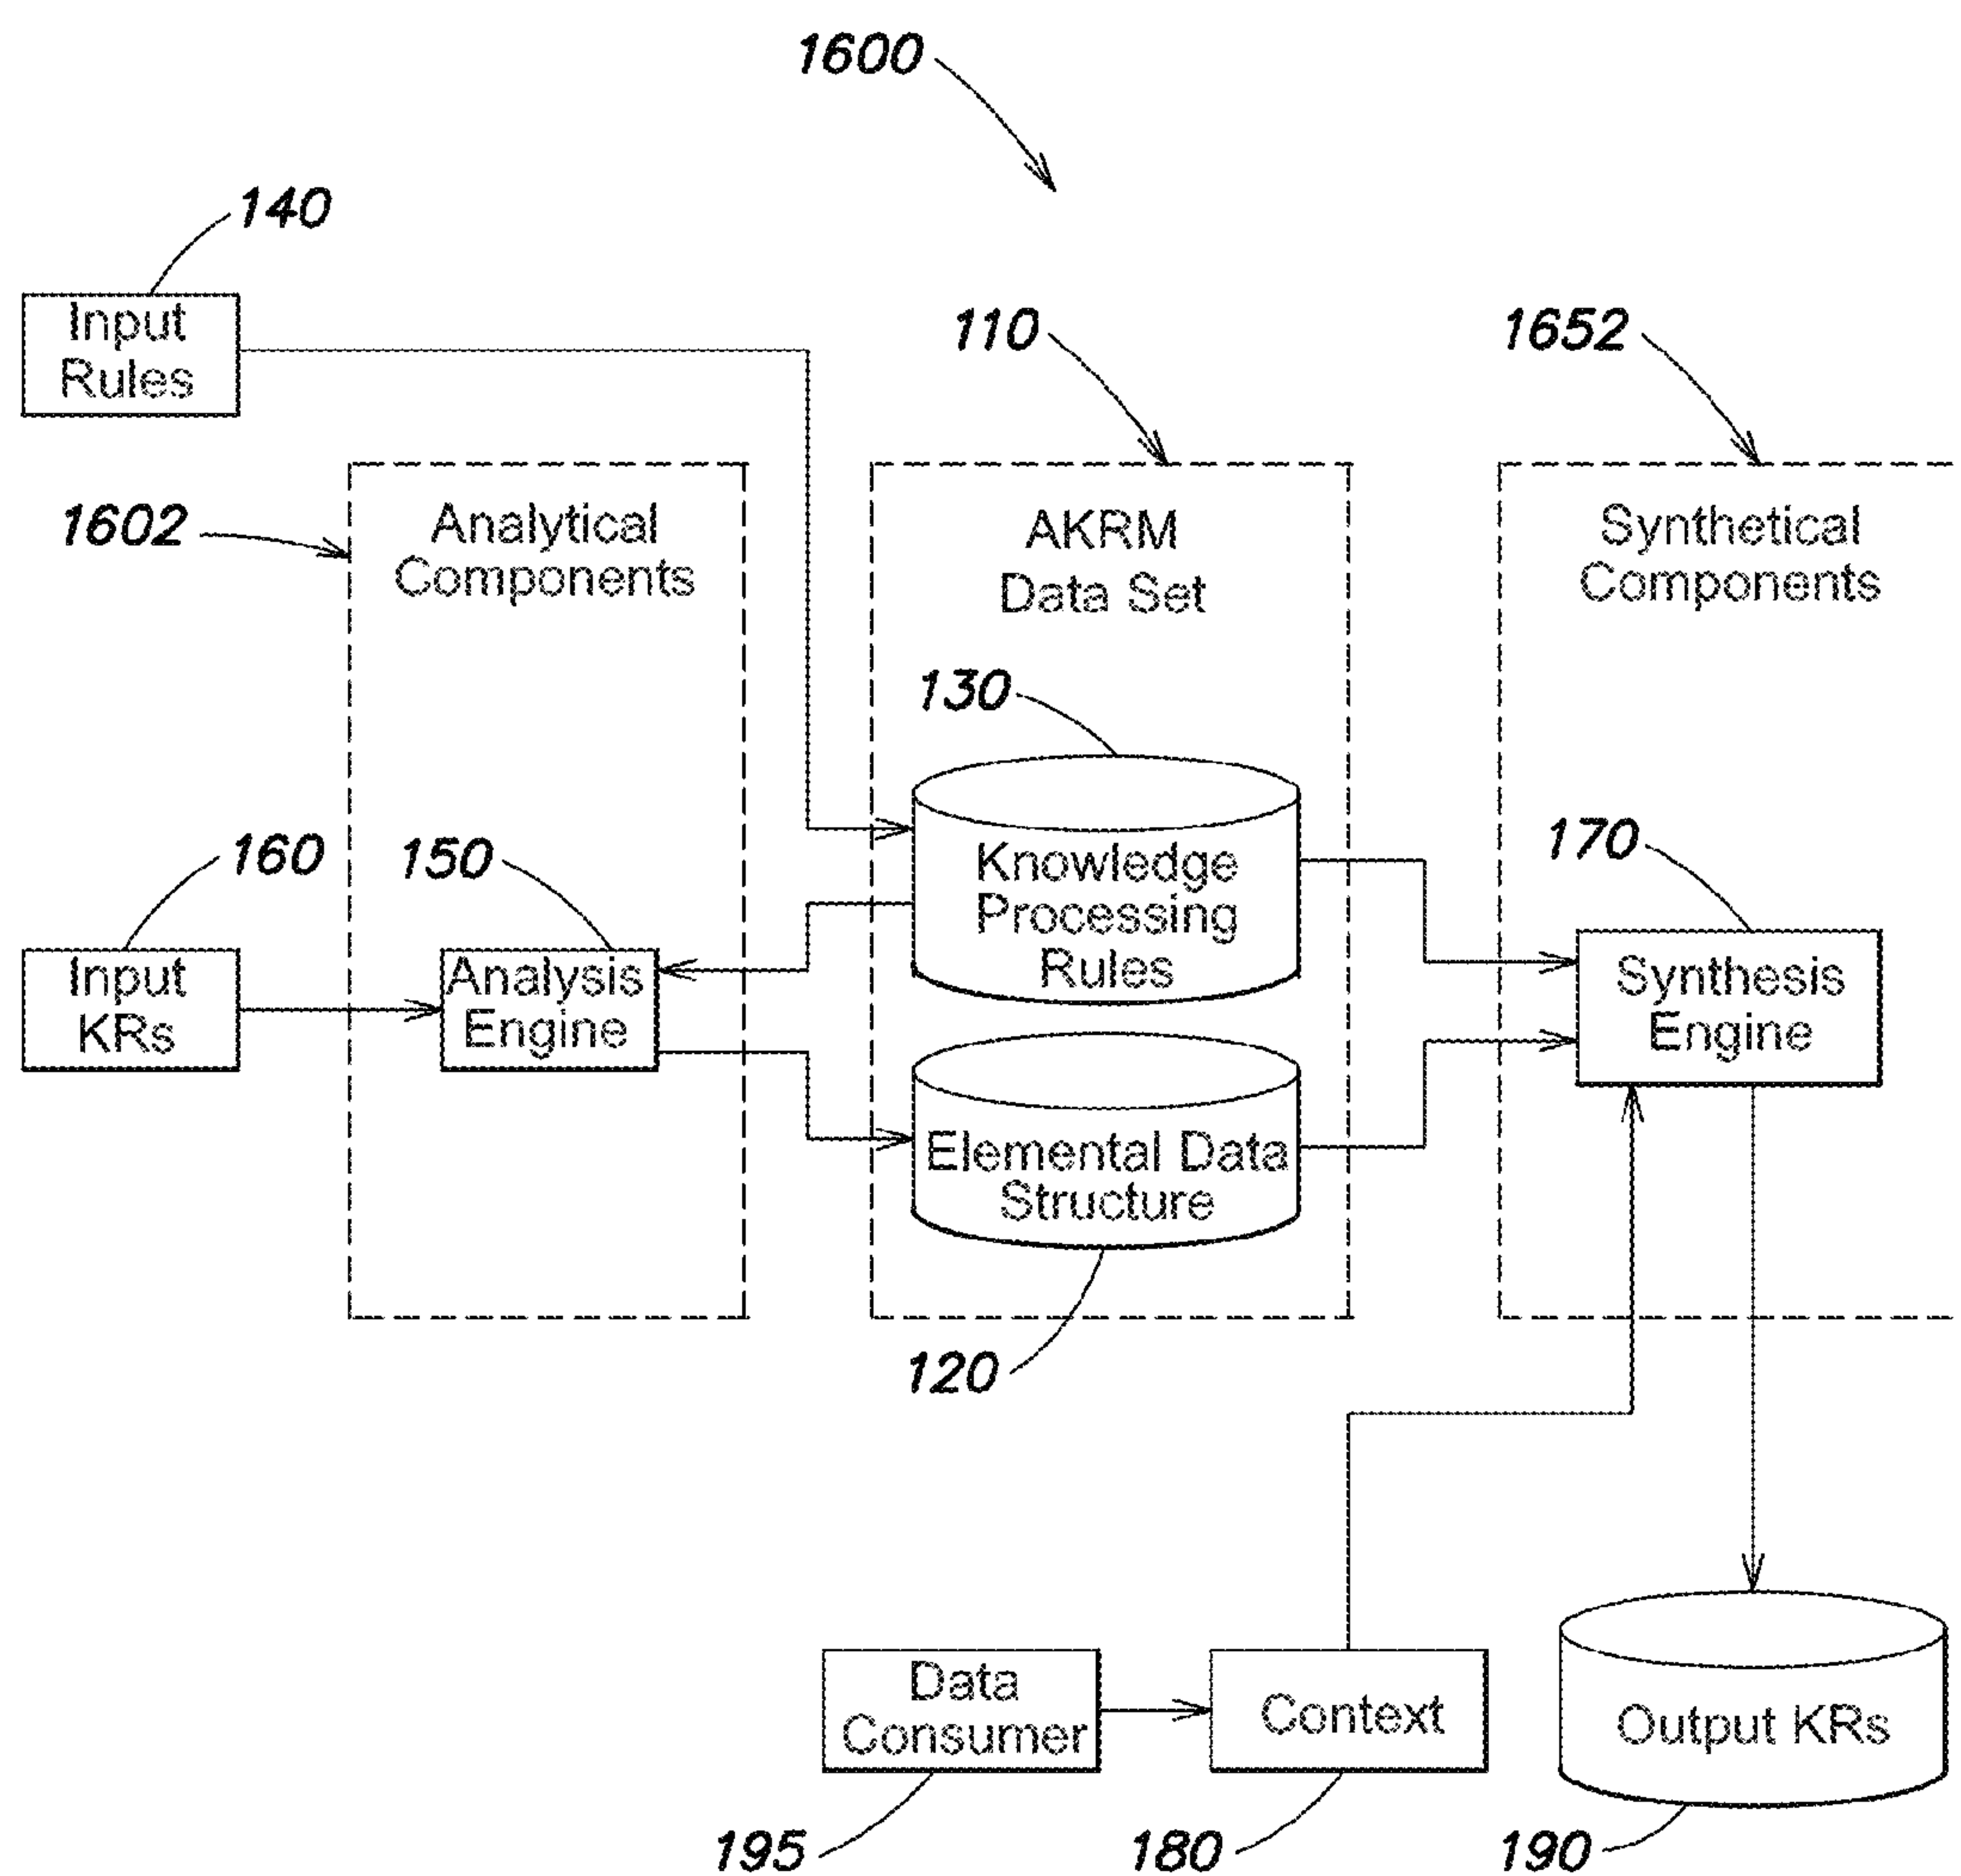 1600
140
Input
Rules
110
1652
1602
Analytical
Components
AKRM
Data Set
Synthetical
Components
130
160
150
170
Knowledge
Processing
Rules
Input
KRs
Analysis
Engine
Synthesis
Engine
Elemental Data
Structure
120
Data
Consumer
Context
Output KRs
195
180
190